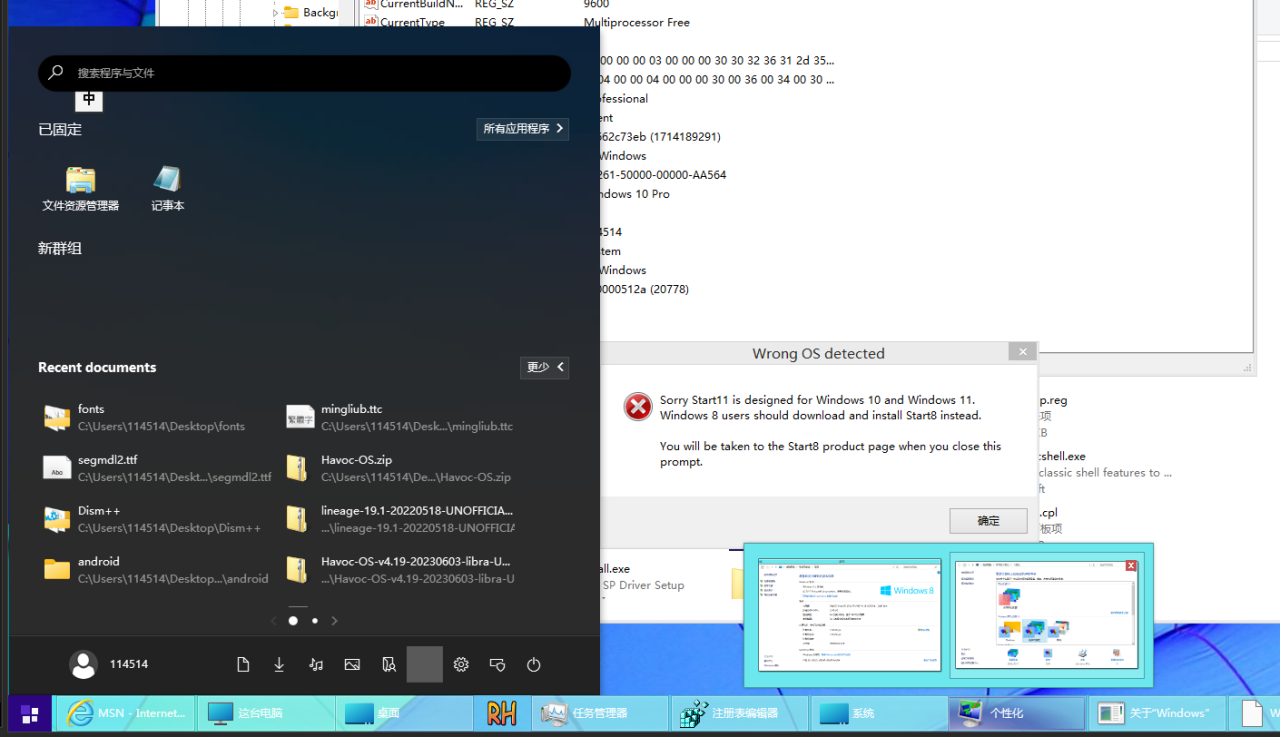 Backgr
CurrentBuildN... REG_SZ 9600
CurrentType REG_SZ Multiprocessor Free
00 00 00 03 00 00 00 30 30 32 36 31 2d 35...
04 00 00 04 00 00 00 30 00 36 00 34 00 30 ...
ofessional
ent
662c73eb (1714189291)
Windows
261-50000-00000-AA564
ndows 10 Pro
4514
stem
Windows
0000512a (20778)
搜索程序与文件
中
已固定
所有应用程序
文件资源管理器
记事本
新群组
Recent documents
更少
fonts
C:\Users\114514\Desktop\fonts
mingliub.ttc
C:\Users\114514\Desk...\mingliub.ttc
segmdl2.ttf
C:\Users\114514\Deskt...\segmdl2.ttf
Havoc-OS.zip
C:\Users\114514\De...\Havoc-OS.zip
Dism++
C:\Users\114514\Desktop\Dism++
lineage-19.1-20220518-UNOFFICIA...
...\lineage-19.1-20220518-UNOFFICIA
android
C:\Users\114514\Desktop...\android
Havoc-OS-v4.19-20230603-libra-U...
...\Havoc-OS-v4.19-20230603-libra-U
114514
Wrong OS detected
Sorry Start11 is designed for Windows 10 and Windows 11.
Windows 8 users should download and install Start8 instead.
You will be taken to the Start8 product page when you close this
prompt.
确定
p.reg
项
KB
cshell.exe
classic shell features to ...
ft
.cpl
板项
all.exe
SP Driver Setup
Windows 8
MSN - Internet...
这台电脑
桌面
RH
任务管理器
注册表编辑器
系统
个性化
关于“Windows”
W